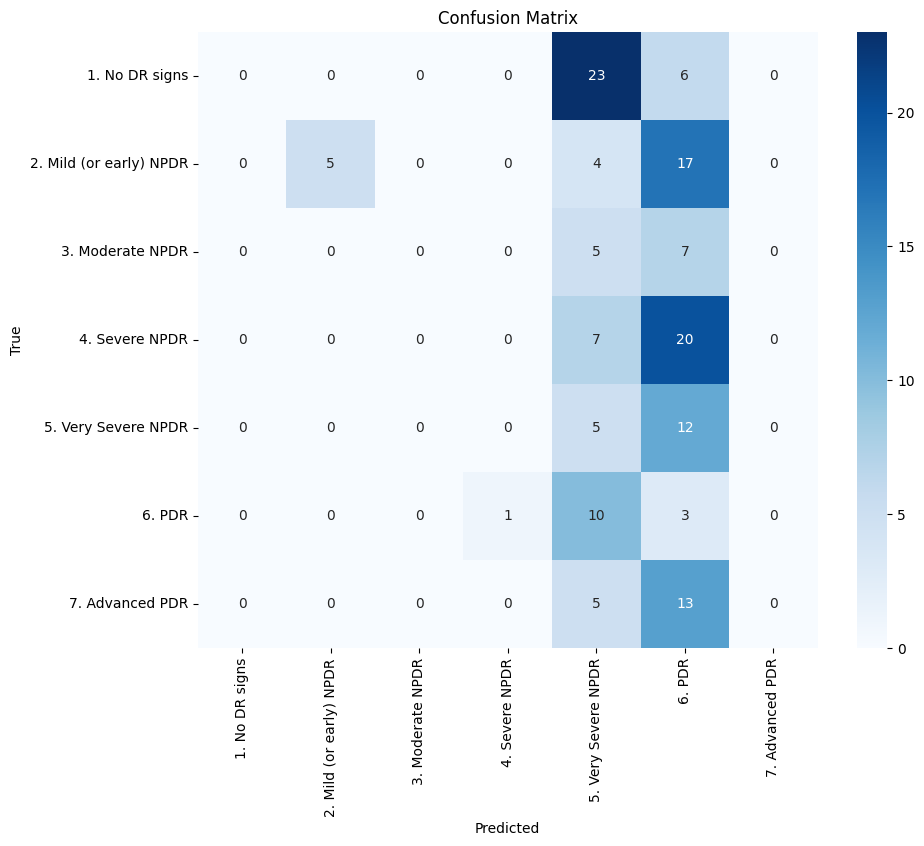 Confusion Matrix
True
1. No DR signs
0 0 0 0 23 6 0
2. Mild (or early) NPDR
0 5 0 0 4 17 0
3. Moderate NPDR
0 0 0 0 5 7 0
4. Severe NPDR
0 0 0 0 7 20 0
5. Very Severe NPDR
0 0 0 0 5 12 0
6. PDR
0 0 0 1 10 3 0
7. Advanced PDR
0 0 0 0 5 13 0
1. No DR signs
2. Mild (or early) NPDR
3. Moderate NPDR
4. Severe NPDR
5. Very Severe NPDR
6. PDR
7. Advanced PDR
Predicted
20
15
10
5
0